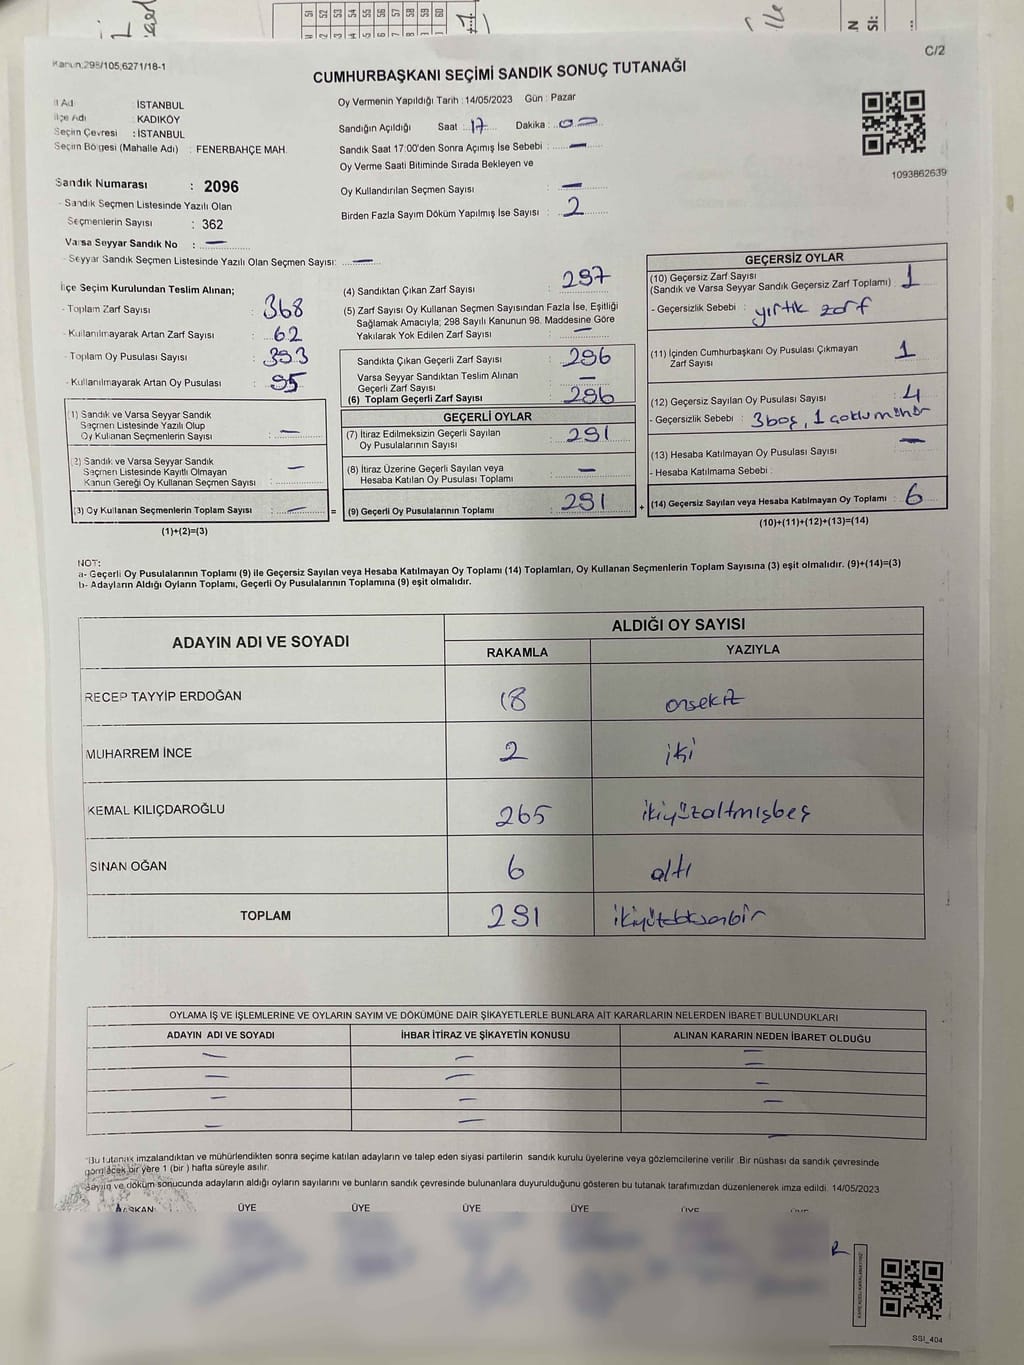 Kanun:298/105,6271/18-1
C/2
CUMHURBAŞKANI SEÇİMİ SANDIK SONUÇ TUTANAĞI
İl Adı : İSTANBUL
İlçe Adı : KADIKÖY
Seçim Çevresi : İSTANBUL
Seçim Bölgesi (Mahalle Adı) : FENERBAHÇE MAH.
Sandık Numarası : 2096
- Sandık Seçmen Listesinde Yazılı Olan
Seçmenlerin Sayısı : 362
Varsa Seyyar Sandık No : —
- Seyyar Sandık Seçmen Listesinde Yazılı Olan Seçmen Sayısı: —
Oy Vermenin Yapıldığı Tarih : 14/05/2023 Gün : Pazar
Sandığın Açıldığı Saat : 17 Dakika : 00
Sandık Saat 17:00'den Sonra Açımış İse Sebebi : —
Oy Verme Saati Bitiminde Sırada Bekleyen ve
Oy Kullandırılan Seçmen Sayısı : —
Birden Fazla Sayım Döküm Yapılmış İse Sayısı : 2
1093862639
İlçe Seçim Kurulundan Teslim Alınan;
- Toplam Zarf Sayısı : 368
- Kullanılmayarak Artan Zarf Sayısı : 62
- Toplam Oy Pusulası Sayısı : 393
- Kullanılmayarak Artan Oy Pusulası : 95
(1) Sandık ve Varsa Seyyar Sandık
Seçmen Listesinde Yazılı Olup
Oy Kullanan Seçmenlerin Sayısı : —
(2) Sandık ve Varsa Seyyar Sandık
Seçmen Listesinde Kayıtlı Olmayan
Kanun Gereği Oy Kullanan Seçmen Sayısı : —
(3) Oy Kullanan Seçmenlerin Toplam Sayısı : —
(1)+(2)=(3)
(4) Sandıktan Çıkan Zarf Sayısı : 297
(5) Zarf Sayısı Oy Kullanan Seçmen Sayısından Fazla İse, Eşitliği
Sağlamak Amacıyla, 298 Sayılı Kanunun 98. Maddesine Göre
Yakılarak Yok Edilen Zarf Sayısı : —
Sandıkta Çıkan Geçerli Zarf Sayısı : 296
Varsa Seyyar Sandıktan Teslim Alınan
Geçerli Zarf Sayısı : —
(6) Toplam Geçerli Zarf Sayısı : 296
GEÇERLİ OYLAR
(7) İtiraz Edilmeksizin Geçerli Sayılan
Oy Pusulalarının Sayısı : 291
(8) İtiraz Üzerine Geçerli Sayılan veya
Hesaba Katılan Oy Pusulası Toplamı : —
= (9) Geçerli Oy Pusulalarının Toplamı : 291
GEÇERSİZ OYLAR
(10) Geçersiz Zarf Sayısı
(Sandık ve Varsa Seyyar Sandık Geçersiz Zarf Toplamı) : 1
- Geçersizlik Sebebi : yırtık zarf
(11) İçinden Cumhurbaşkanı Oy Pusulası Çıkmayan
Zarf Sayısı : 1
(12) Geçersiz Sayılan Oy Pusulası Sayısı : 4
- Geçersizlik Sebebi : 3 boş, 1 çoklu mühür
(13) Hesaba Katılmayan Oy Pusulası Sayısı : —
- Hesaba Katılmama Sebebi :
+ (14) Geçersiz Sayılan veya Hesaba Katılmayan Oy Toplamı : 6
(10)+(11)+(12)+(13)=(14)
NOT:
a- Geçerli Oy Pusulalarının Toplamı (9) ile Geçersiz Sayılan veya Hesaba Katılmayan Oy Toplamı (14) Toplamları, Oy Kullanan Seçmenlerin Toplam Sayısına (3) eşit olmalıdır. (9)+(14)=(3)
b- Adayların Aldığı Oyların Toplamı, Geçerli Oy Pusulalarının Toplamına (9) eşit olmalıdır.
ADAYIN ADI VE SOYADI
ALDIĞI OY SAYISI
RAKAMLA YAZIYLA
RECEP TAYYİP ERDOĞAN 18 onsekiz
MUHARREM İNCE 2 iki
KEMAL KILIÇDAROĞLU 265 ikiyüzaltmışbeş
SİNAN OĞAN 6 altı
TOPLAM 291 ikiyüzdoksanbir
OYLAMA İŞ VE İŞLEMLERİNE VE OYLARIN SAYIM VE DÖKÜMÜNE DAİR ŞİKAYETLERLE BUNLARA AİT KARARLARIN NELERDEN İBARET BULUNDUKLARI
ADAYIN ADI VE SOYADI İHBAR İTİRAZ VE ŞİKAYETİN KONUSU ALINAN KARARIN NEDEN İBARET OLDUĞU
— — —
— — —
— — —
— — —
"Bu tutanak imzalandıktan ve mühürlendikten sonra seçime katılan adayların ve talep eden siyasi partilerin sandık kurulu üyelerine veya gözlemcilerine verilir .Bir nüshası da sandık çevresinde
görülecek bir yere 1 (bir ) hafta süreyle asılır.
Sayım ve döküm sonucunda adayların aldığı oyların sayılarını ve bunların sandık çevresinde bulunanlara duyurulduğunu gösteren bu tutanak tarafımızdan düzenlenerek imza edildi. 14/05/2023
BAŞKAN ÜYE ÜYE ÜYE ÜYE ÜYE
SSI_404